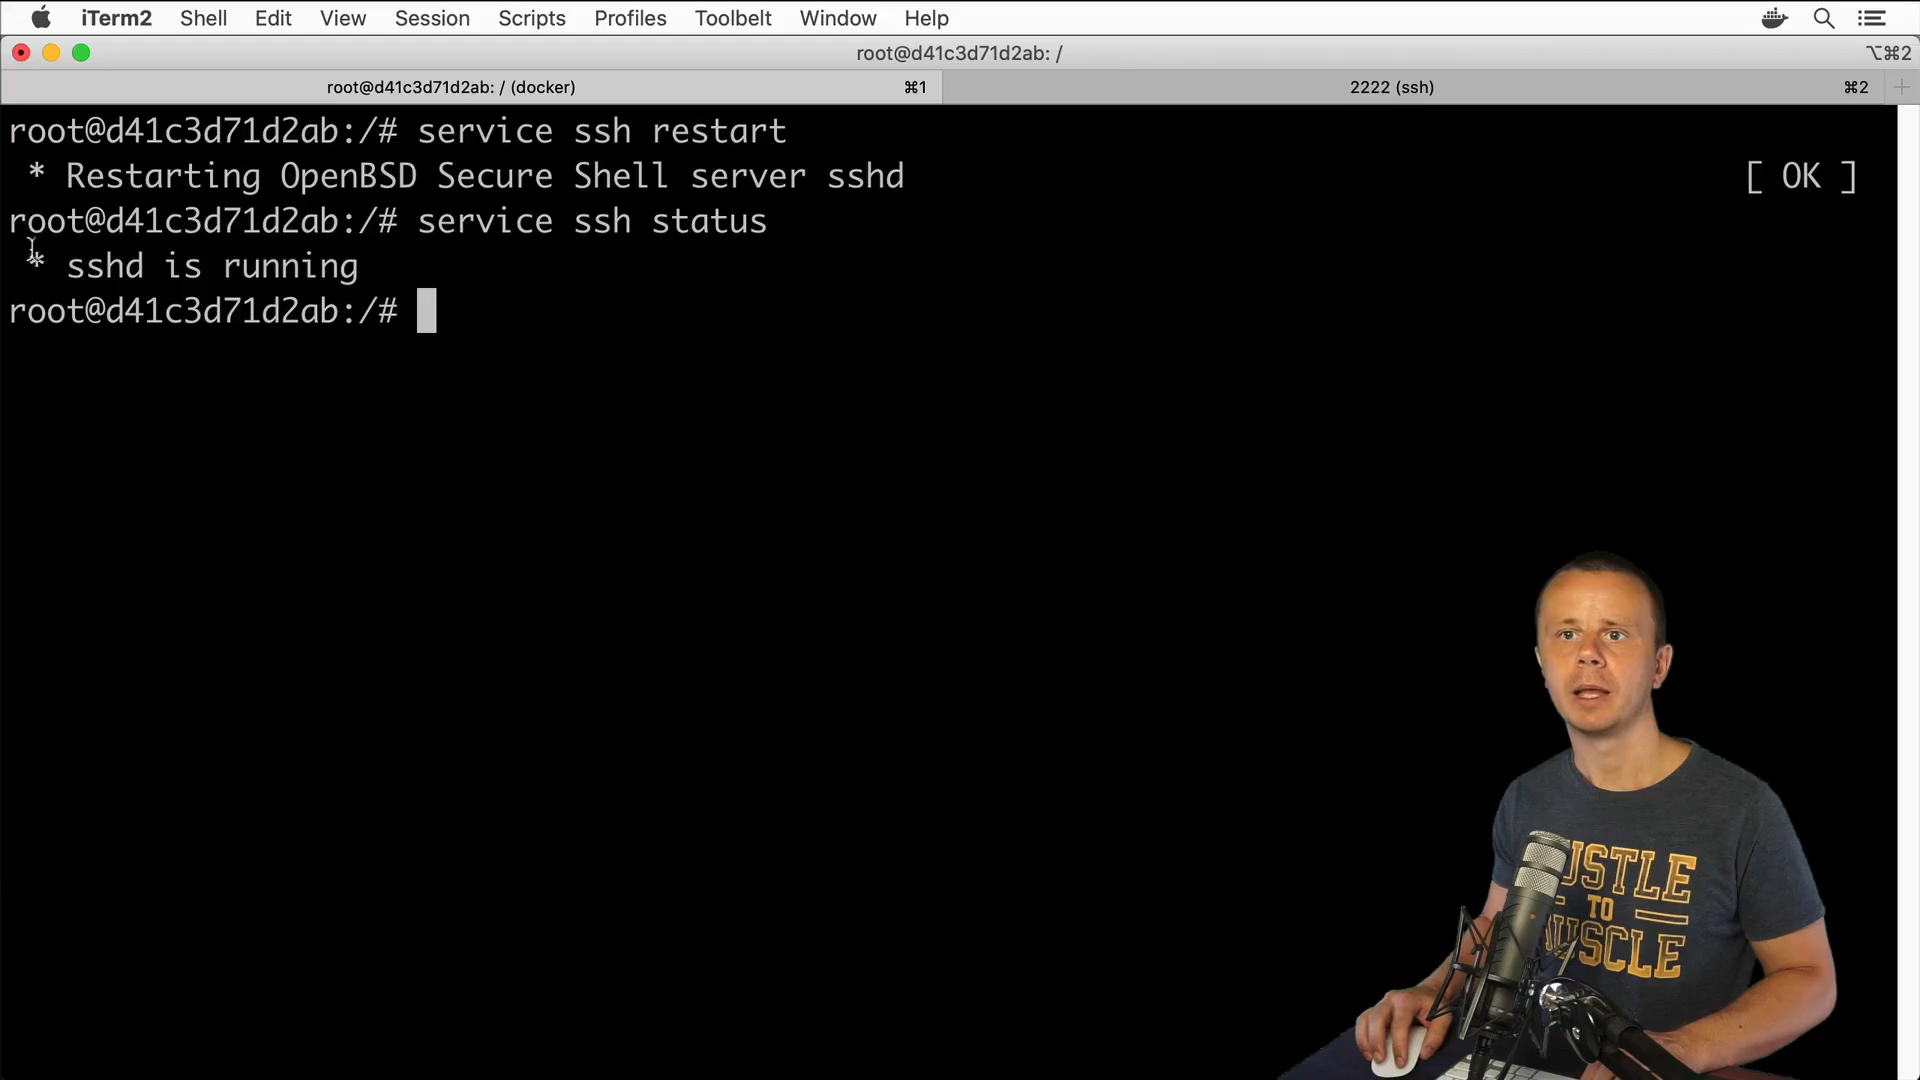 iTerm2 Shell Edit View Session Scripts Profiles Toolbelt Window Help
root@d41c3d71d2ab: / ⌥⌘2
root@d41c3d71d2ab: / (docker) ⌘1 2222 (ssh) ⌘2 +
root@d41c3d71d2ab:/# service ssh restart
* Restarting OpenBSD Secure Shell server sshd [ OK ]
root@d41c3d71d2ab:/# service ssh status
* sshd is running
root@d41c3d71d2ab:/#
TO